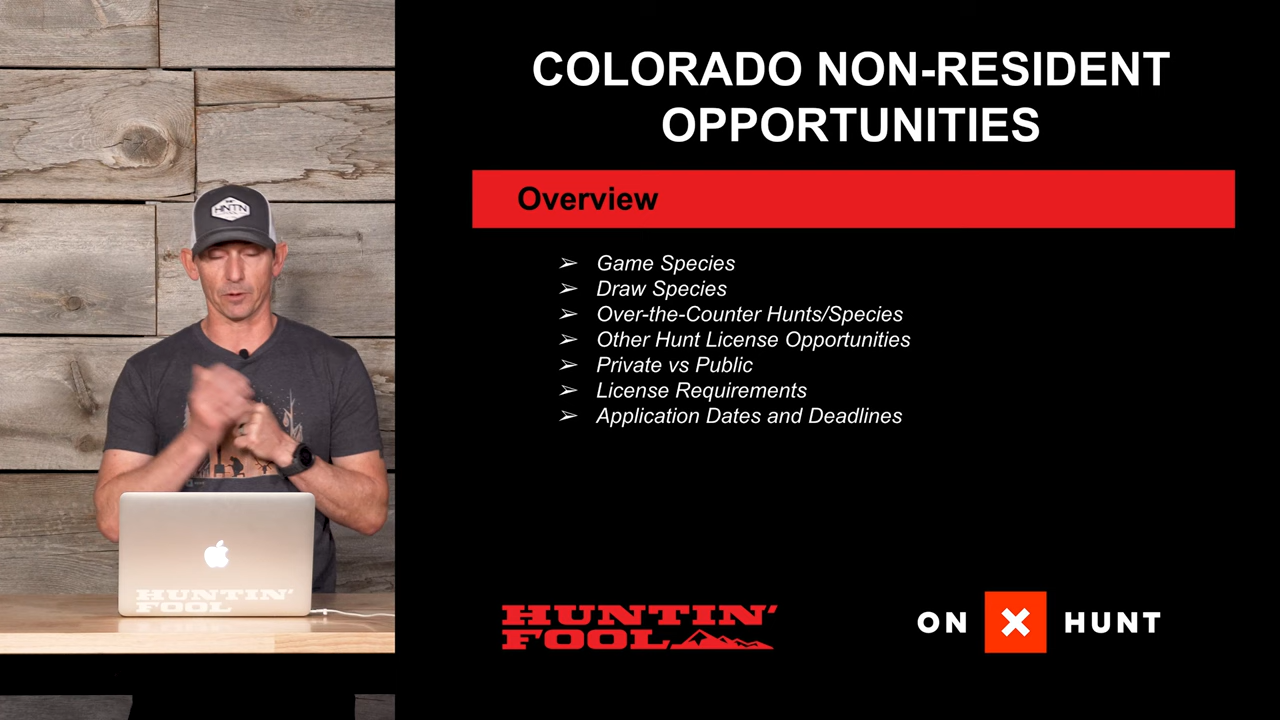 COLORADO NON-RESIDENT
OPPORTUNITIES
Overview
➢ Game Species
➢ Draw Species
➢ Over-the-Counter Hunts/Species
➢ Other Hunt License Opportunities
➢ Private vs Public
➢ License Requirements
➢ Application Dates and Deadlines
HNTN
HUNTIN'
FOOL
HUNTIN'
FOOL
ON X HUNT